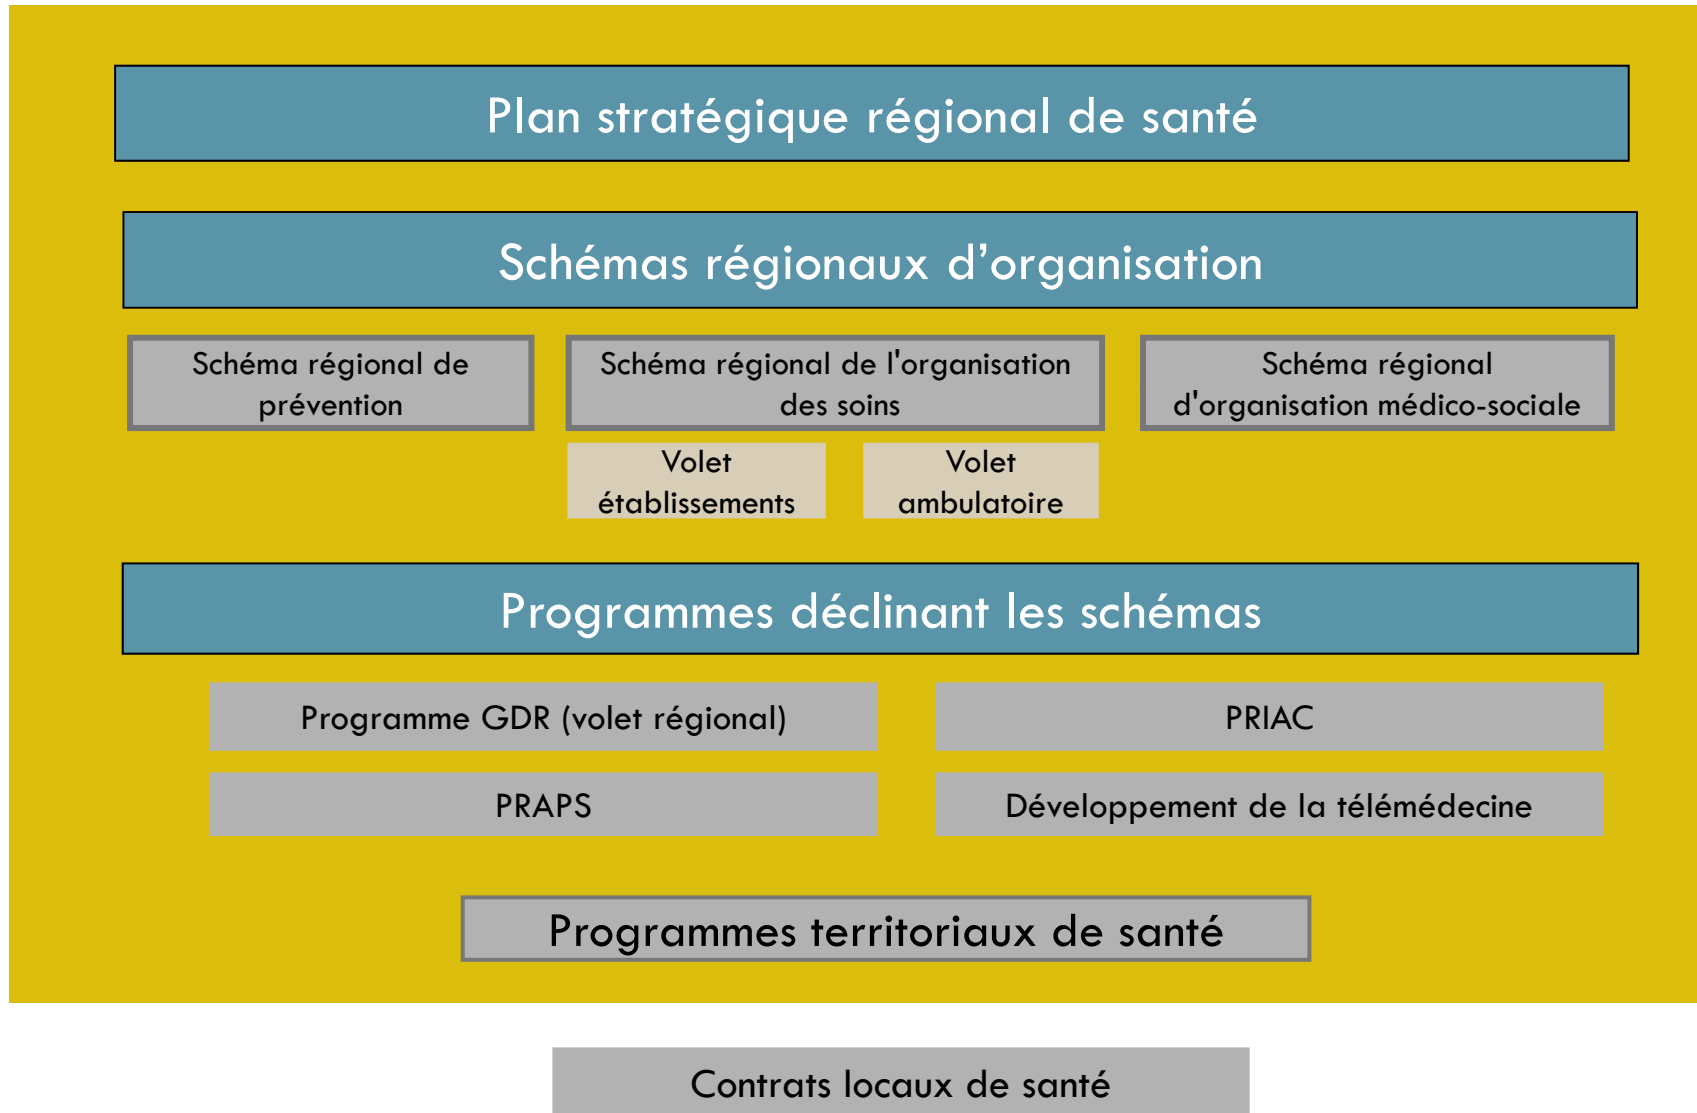 Plan stratégique régional de santé
Schémas régionaux d’organisation
Schéma régional de
prévention
Schéma régional de l'organisation
des soins
Schéma régional
d'organisation médico-sociale
Volet
établissements
Volet
ambulatoire
Programmes déclinant les schémas
Programme GDR (volet régional)
PRIAC
PRAPS
Développement de la télémédecine
Programmes territoriaux de santé
Contrats locaux de santé